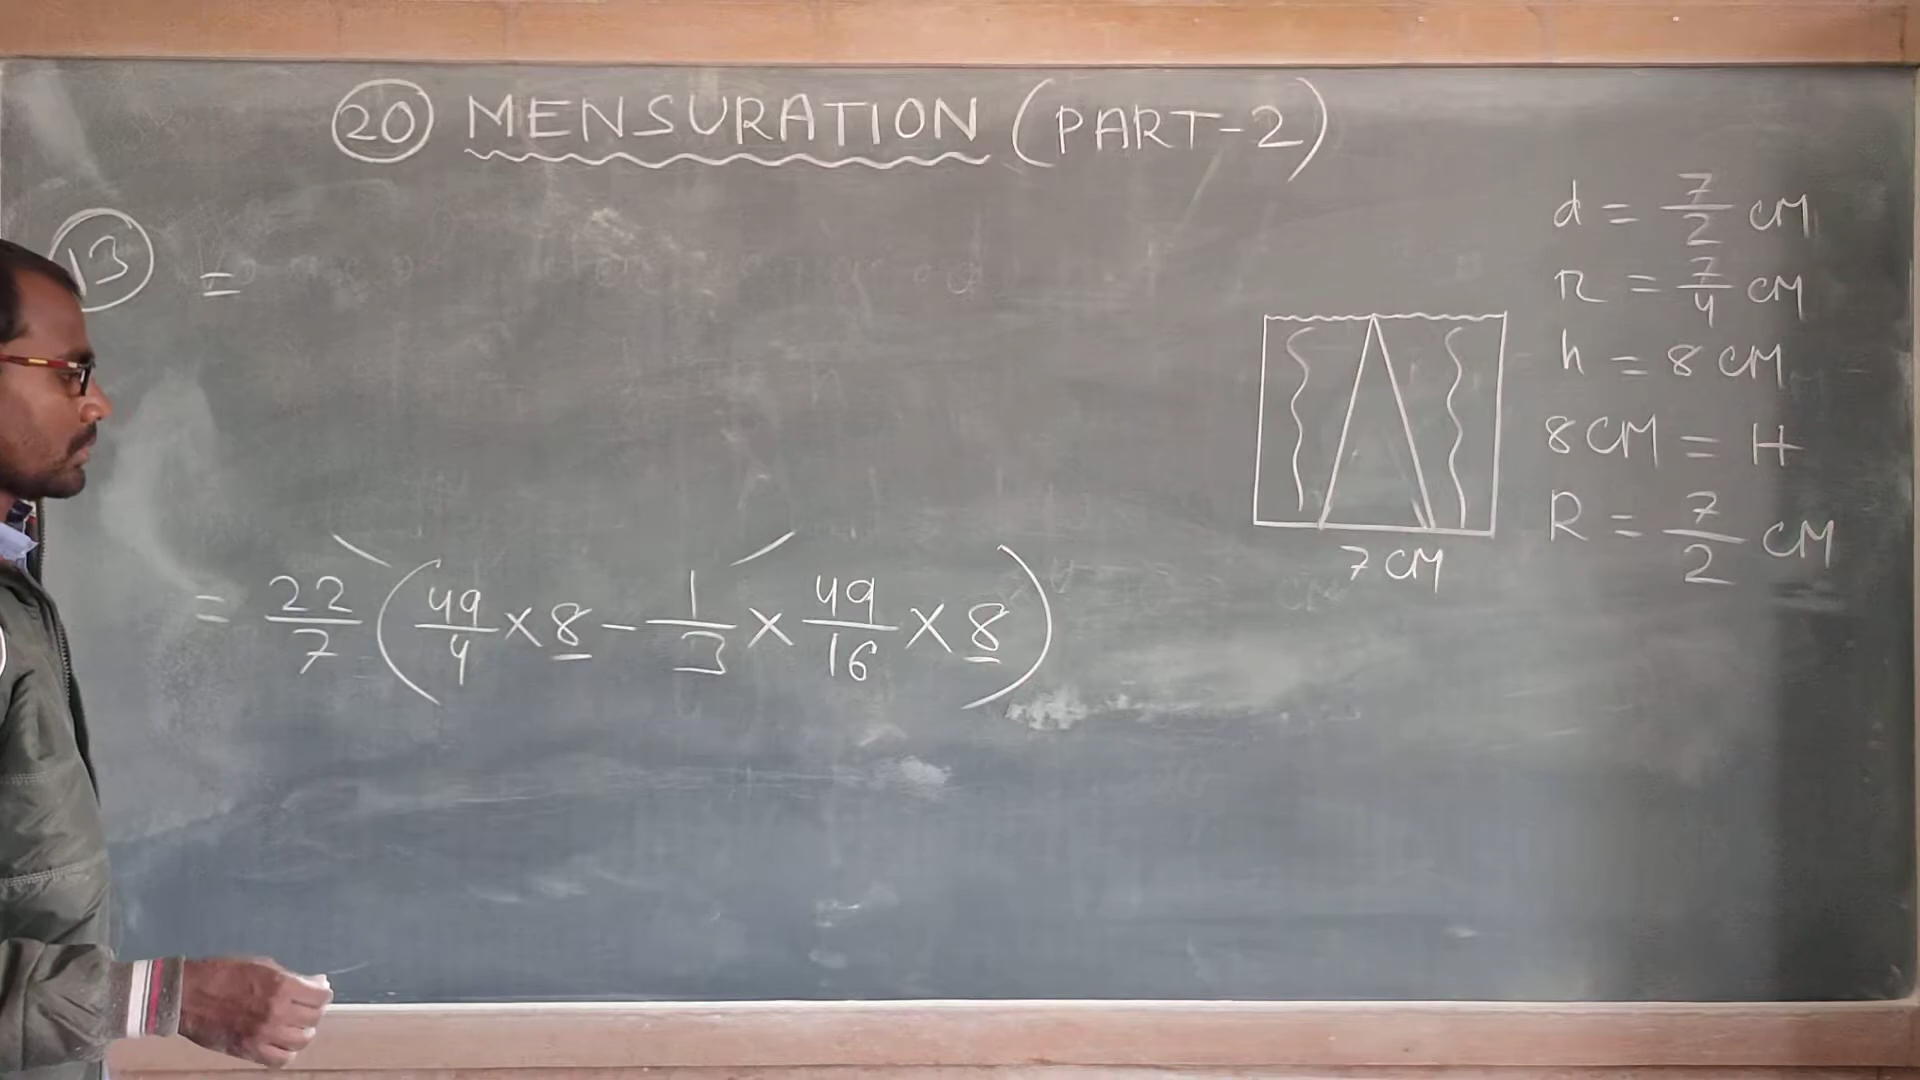 20 MENSURATION (PART-2)
13 =
= 22/7 (49/4 × 8 - 1/3 × 49/16 × 8)
7 CM
d = 7/2 CM
r = 7/4 CM
h = 8 CM
8 CM = H
R = 7/2 CM